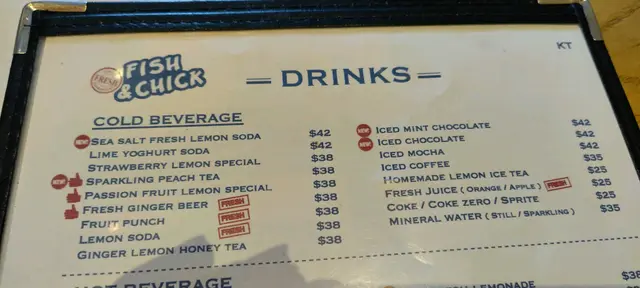 KT
FRESH
FISH
& CHICK
DRINKS
COLD BEVERAGE
NEW SEA SALT FRESH LEMON SODA $42
LIME YOGHURT SODA $42
STRAWBERRY LEMON SPECIAL $38
NEW SPARKLING PEACH TEA $38
PASSION FRUIT LEMON SPECIAL $38
FRESH GINGER BEER FRESH $38
FRUIT PUNCH FRESH $38
LEMON SODA FRESH $38
GINGER LEMON HONEY TEA $38
NEW ICED MINT CHOCOLATE $42
NEW ICED CHOCOLATE $42
ICED MOCHA $42
ICED COFFEE $35
HOMEMADE LEMON ICE TEA $25
FRESH JUICE ( ORANGE / APPLE ) FRESH $25
COKE / COKE ZERO / SPRITE $25
MINERAL WATER ( STILL / SPARKLING ) $35
HOT BEVERAGE
LEMONADE $38